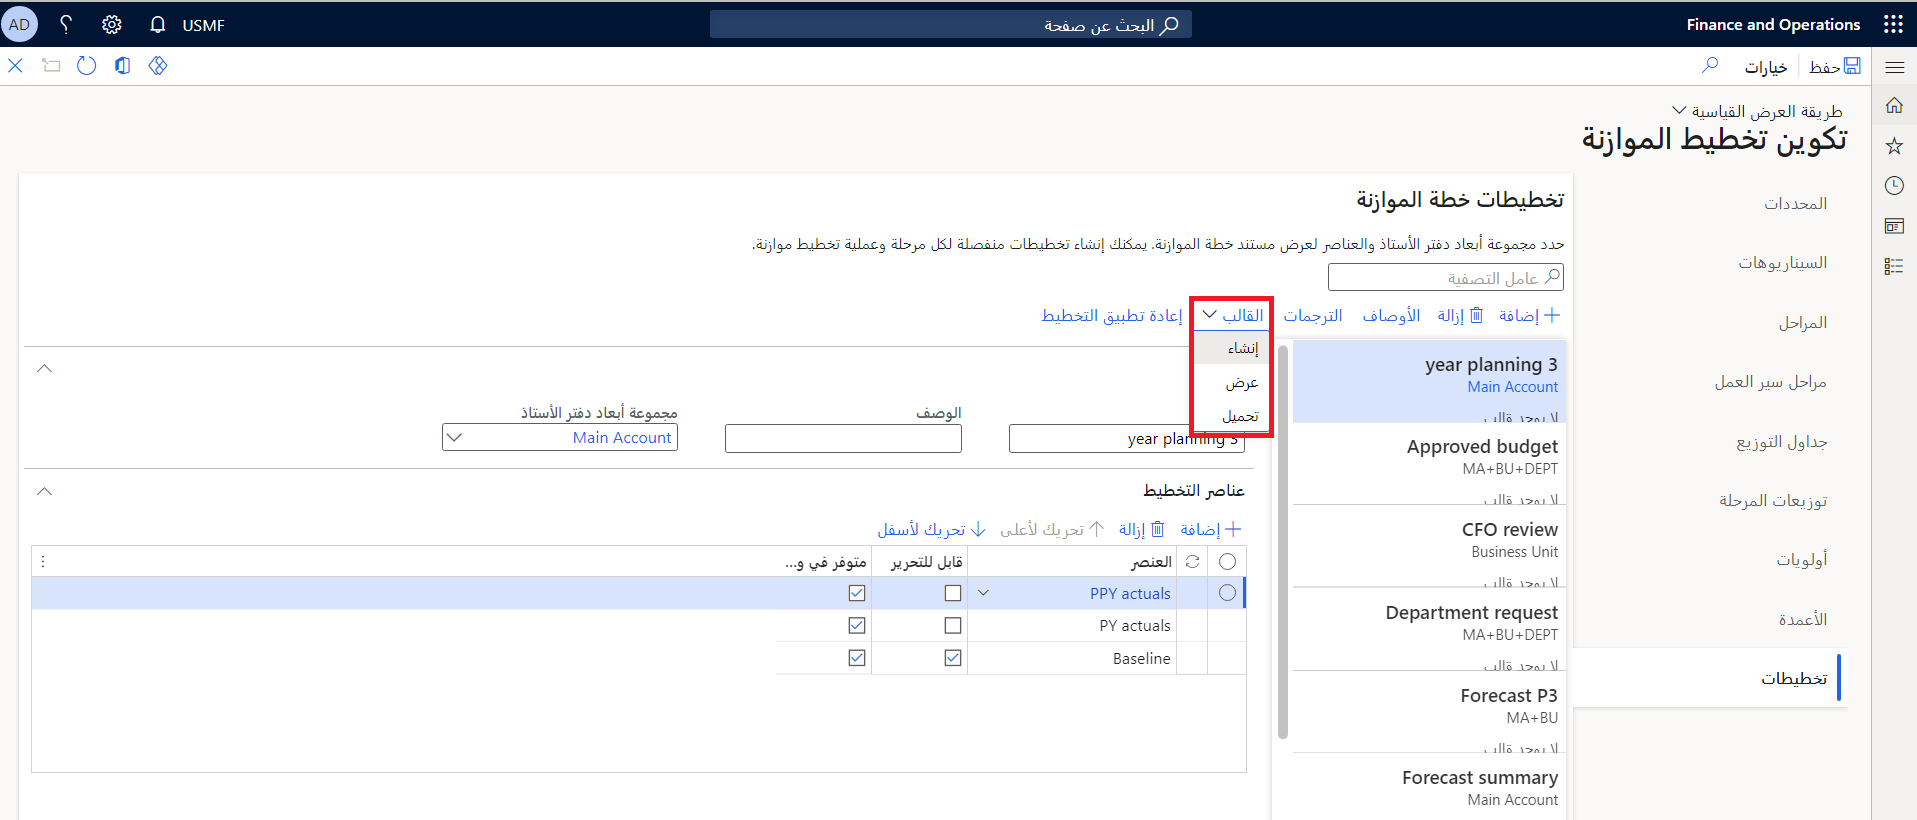 Finance and Operations
البحث عن صفحة
USMF
AD
حفظ
خيارات
طريقة العرض القياسية
تكوين تخطيط الموازنة
المحددات
السيناريوهات
المراحل
مراحل سير العمل
جداول التوزيع
توزيعات المرحلة
أولويات
الأعمدة
تخطيطات
تخطيطات خطة الموازنة
حدد مجموعة أبعاد دفتر الأستاذ والعناصر لعرض مستند خطة الموازنة. يمكنك إنشاء تخطيطات منفصلة لكل مرحلة وعملية تخطيط موازنة.
عامل التصفية
إضافة
إزالة
الأوصاف
الترجمات
القالب
إعادة تطبيق التخطيط
إنشاء
عرض
تحميل
year planning 3
Main Account
لا يوجد قالب
Approved budget
MA+BU+DEPT
لا يوجد قالب
CFO review
Business Unit
لا يوجد قالب
Department request
MA+BU+DEPT
لا يوجد قالب
Forecast P3
MA+BU
لا يوجد قالب
Forecast summary
Main Account
الوصف
مجموعة أبعاد دفتر الأستاذ
year planning 3
Main Account
عناصر التخطيط
إضافة
إزالة
تحريك لأعلى
تحريك لأسفل
العنصر
قابل للتحرير
متوفر في و...
PPY actuals
PY actuals
Baseline